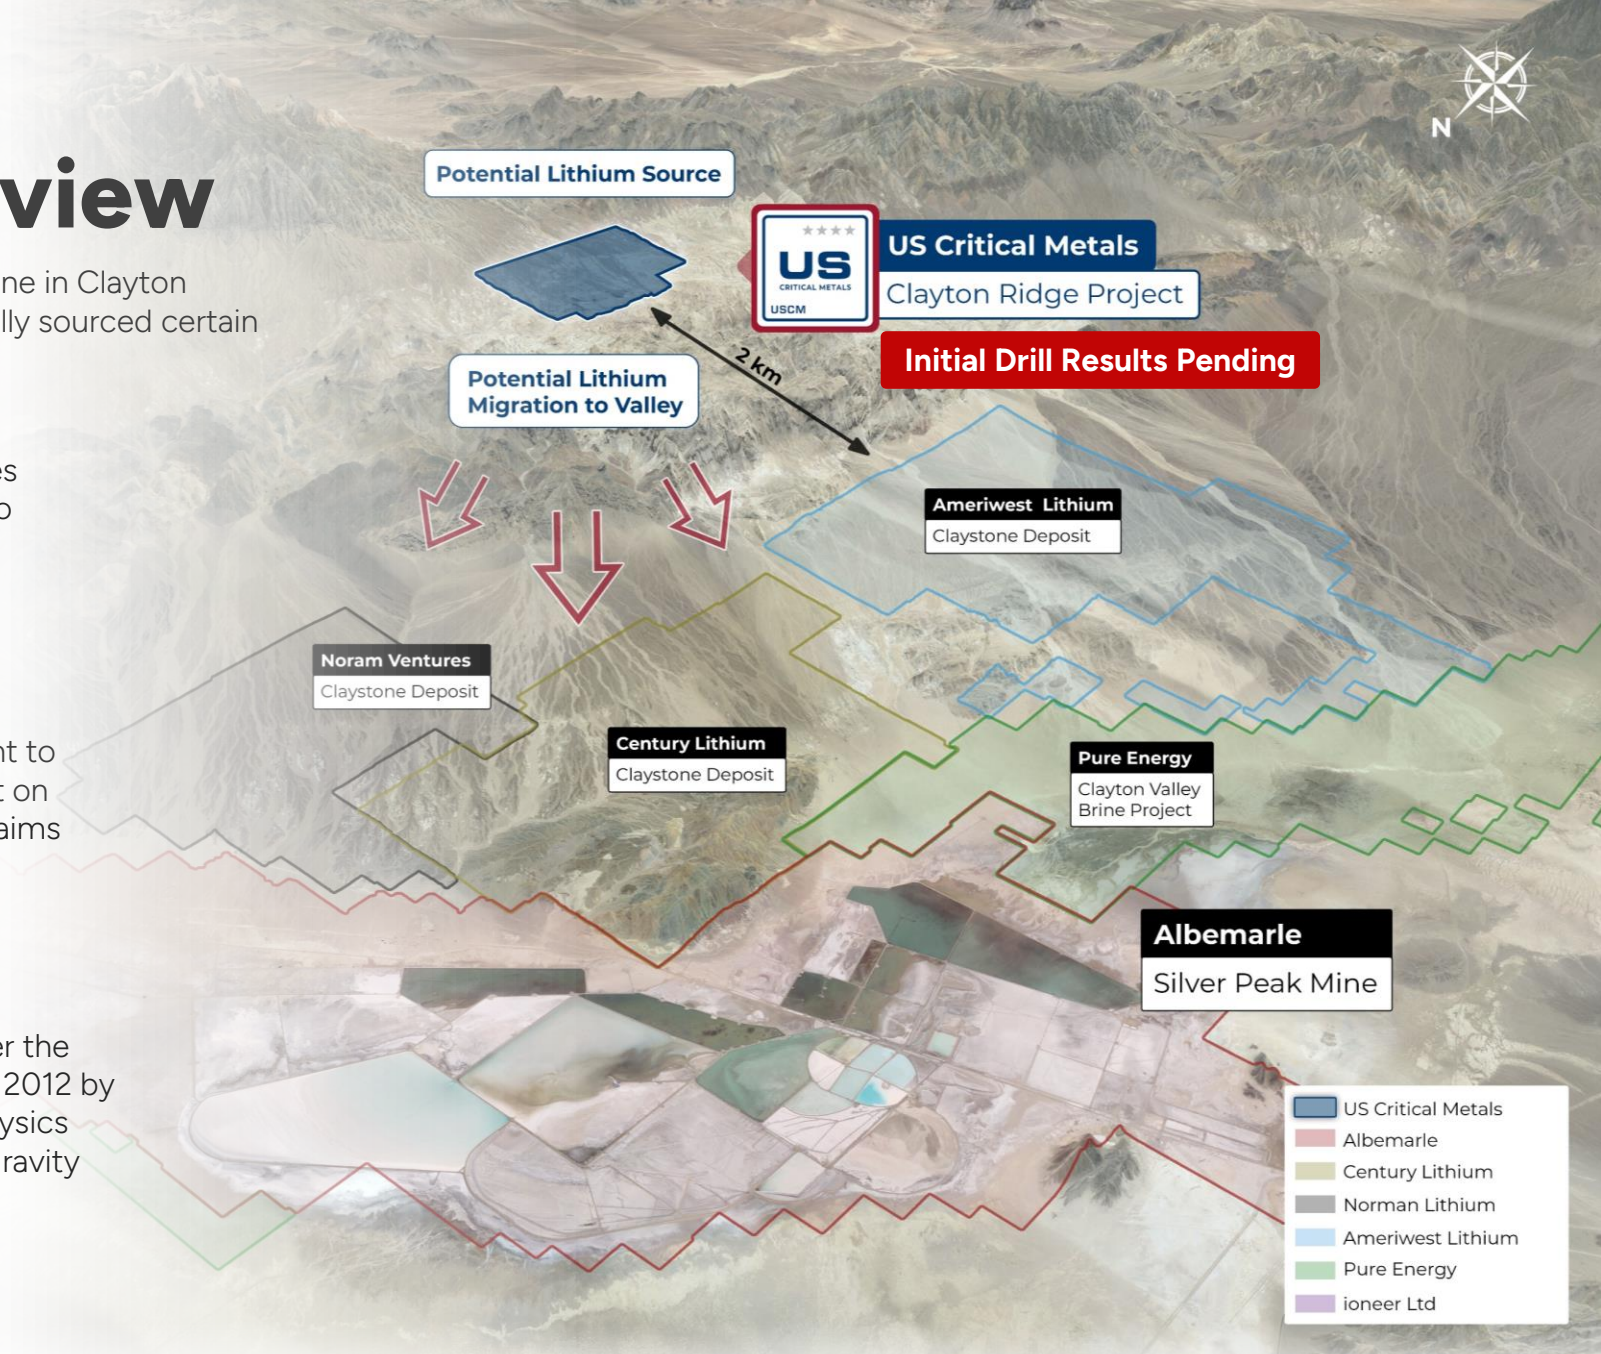 view
ne in Clayton
lly sourced certain
es
o
nt to
t on
aims
er the
2012 by
ysics
ravity
N
Potential Lithium Source
US
CRITICAL METALS
USCM
US Critical Metals
Clayton Ridge Project
Initial Drill Results Pending
2 km
Potential Lithium
Migration to Valley
Ameriwest Lithium
Claystone Deposit
Noram Ventures
Claystone Deposit
Century Lithium
Claystone Deposit
Pure Energy
Clayton Valley
Brine Project
Albemarle
Silver Peak Mine
US Critical Metals
Albemarle
Century Lithium
Norman Lithium
Ameriwest Lithium
Pure Energy
ioneer Ltd